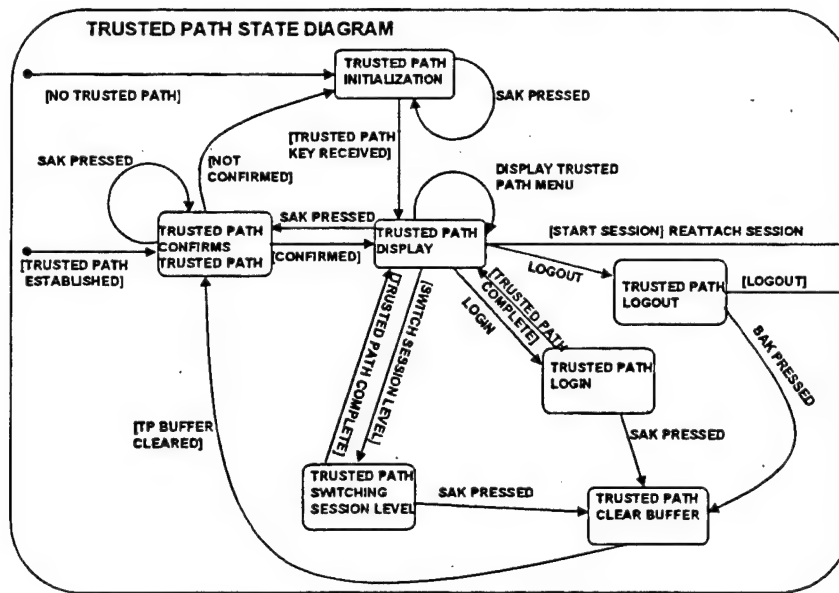 TRUSTED PATH STATE DIAGRAM
TRUSTED PATH
INITIALIZATION
[NO TRUSTED PATH]
SAK PRESSED
[TRUSTED PATH
KEY RECEIVED]
SAK PRESSED
[NOT
CONFIRMED]
DISPLAY TRUSTED
PATH MENU
TRUSTED PATH
CONFIRMS
TRUSTED PATH
SAK PRESSED
[CONFIRMED]
TRUSTED PATH
DISPLAY
[START SESSION] REATTACH SESSION
[TRUSTED PATH
ESTABLISHED]
LOGOUT
TRUSTED PATH
LOGOUT
[LOGOUT]
[TRUSTED PATH
COMPLETE]
LOGIN
[SWITCH SESSION LEVEL]
[TRUSTED PATH COMPLETE]
TRUSTED PATH
LOGIN
SAK PRESSED
[TP BUFFER
CLEARED]
SAK PRESSED
TRUSTED PATH
SWITCHING
SESSION LEVEL
SAK PRESSED
TRUSTED PATH
CLEAR BUFFER